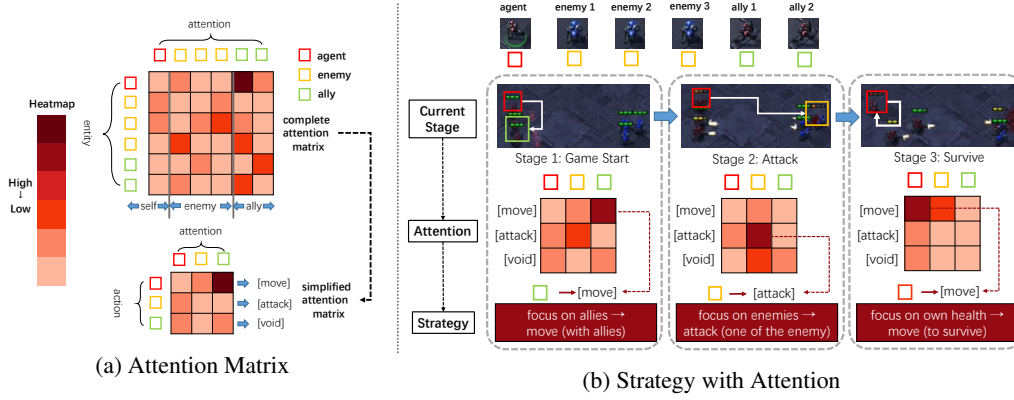 attention
agent
enemy
ally
Heatmap
High
↓
Low
entity
complete
attention
matrix
self
enemy
ally
attention
action
[move]
[attack]
[void]
simplified
attention
matrix
(a) Attention Matrix
agent
enemy 1
enemy 2
enemy 3
ally 1
ally 2
Current
Stage
Attention
Strategy
Stage 1: Game Start
[move]
[attack]
[void]
→[move]
focus on allies →
move (with allies)
Stage 2: Attack
[move]
[attack]
[void]
→[attack]
focus on enemies →
attack (one of the enemy)
Stage 3: Survive
[move]
[attack]
[void]
→[move]
focus on own health →
move (to survive)
(b) Strategy with Attention